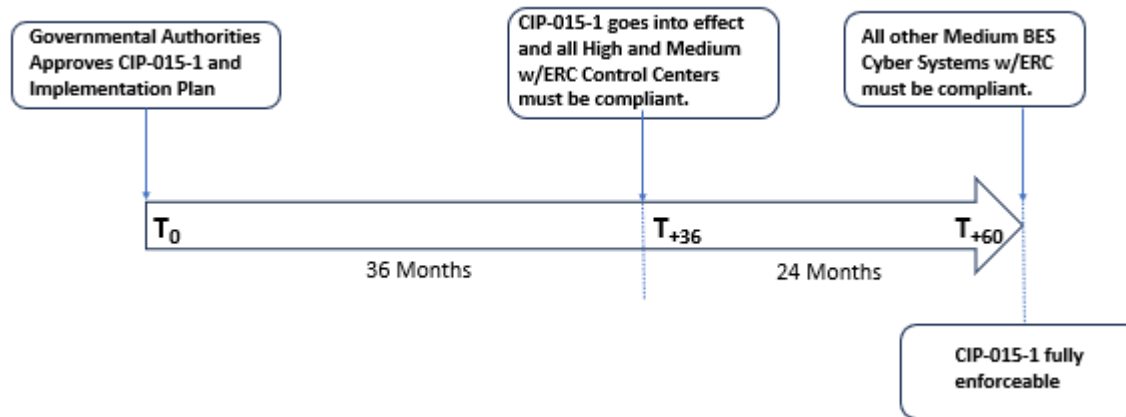 Governmental Authorities
Approves CIP-015-1 and
Implementation Plan
CIP-015-1 goes into effect
and all High and Medium
w/ERC Control Centers
must be compliant.
All other Medium BES
Cyber Systems w/ERC
must be compliant.
T0
T+36
T+60
36 Months
24 Months
CIP-015-1 fully
enforceable